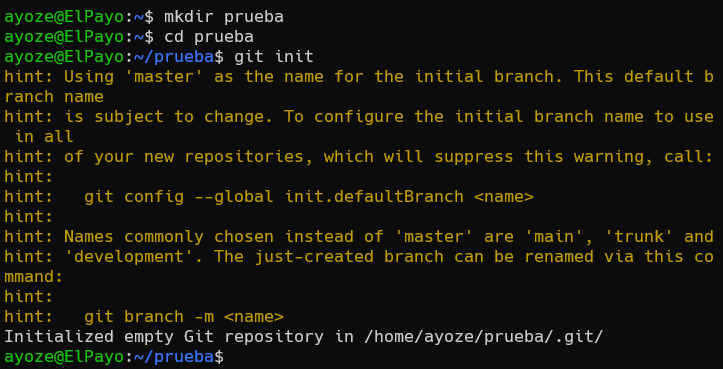 ayoze@ElPayo:~$ mkdir prueba
ayoze@ElPayo:~$ cd prueba
ayoze@ElPayo:~/prueba$ git init
hint: Using 'master' as the name for the initial branch. This default b
ranch name
hint: is subject to change. To configure the initial branch name to use
 in all
hint: of your new repositories, which will suppress this warning, call:
hint:
hint:   git config --global init.defaultBranch <name>
hint:
hint: Names commonly chosen instead of 'master' are 'main', 'trunk' and
hint: 'development'. The just-created branch can be renamed via this co
mmand:
hint:
hint:   git branch -m <name>
Initialized empty Git repository in /home/ayoze/prueba/.git/
ayoze@ElPayo:~/prueba$